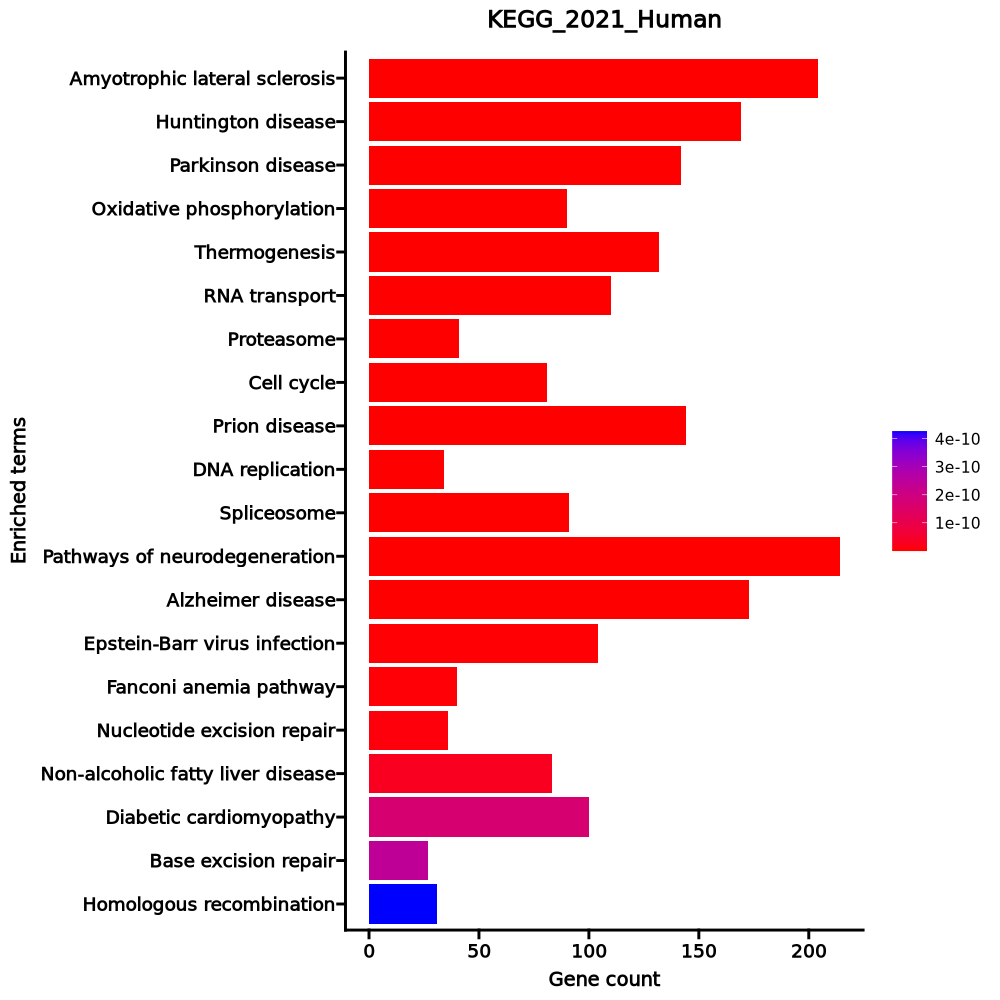 KEGG_2021_Human
Amyotrophic lateral sclerosis
Huntington disease
Parkinson disease
Oxidative phosphorylation
Thermogenesis
RNA transport
Proteasome
Cell cycle
Prion disease
DNA replication
Spliceosome
Pathways of neurodegeneration
Alzheimer disease
Epstein-Barr virus infection
Fanconi anemia pathway
Nucleotide excision repair
Non-alcoholic fatty liver disease
Diabetic cardiomyopathy
Base excision repair
Homologous recombination
Enriched terms
0 50 100 150 200
Gene count
4e-10
3e-10
2e-10
1e-10